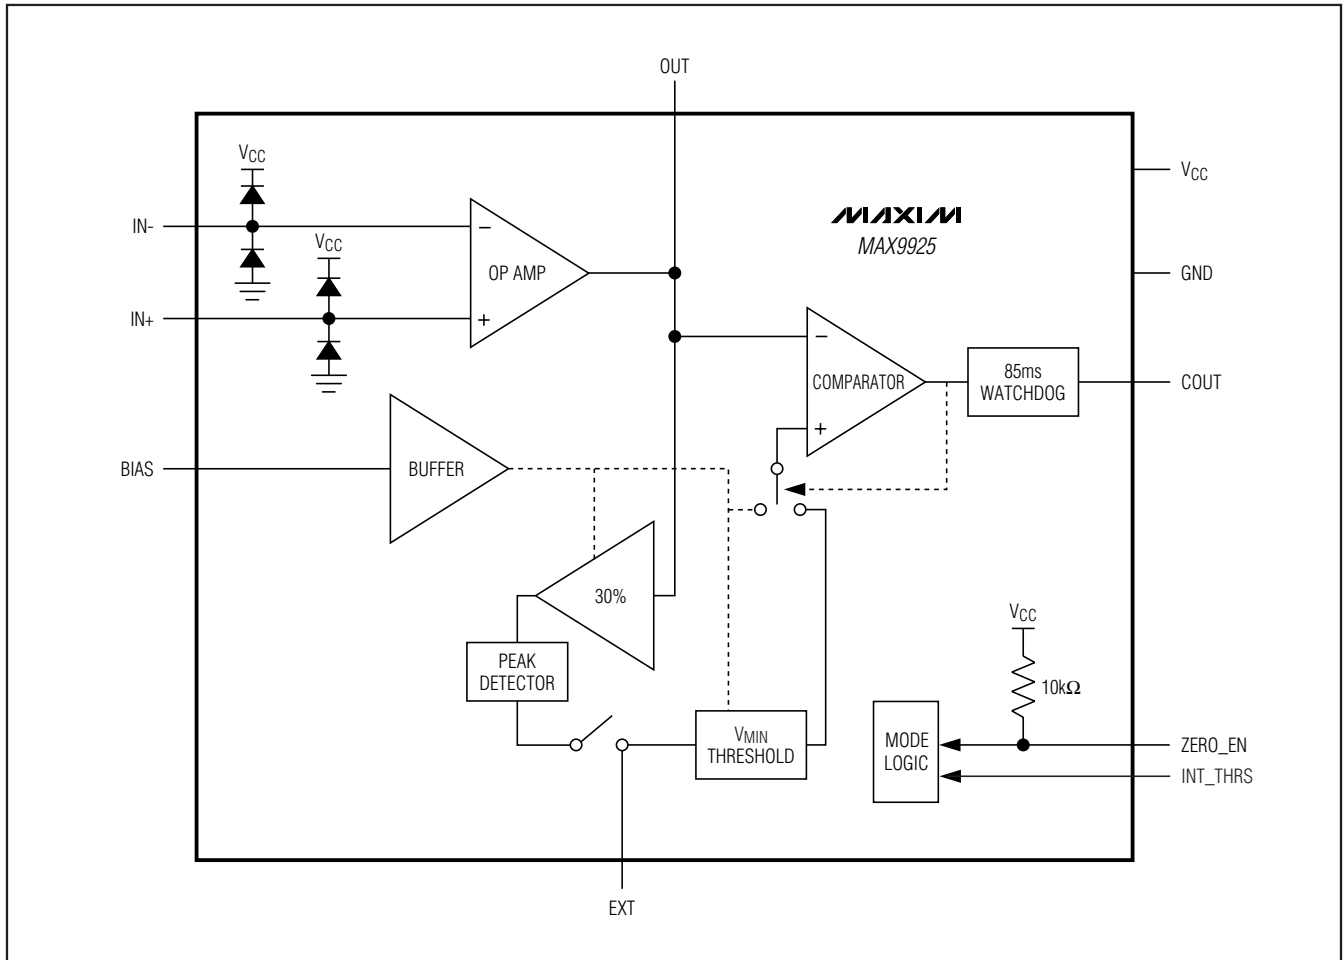 OUT
VCC
VCC
IN-
MAXIM
MAX9925
VCC
−
OP AMP
GND
IN+
+
−
COMPARATOR
85ms
WATCHDOG
COUT
+
BIAS
BUFFER
30%
VCC
PEAK
DETECTOR
10kΩ
VMIN
THRESHOLD
MODE
LOGIC
ZERO_EN
INT_THRS
EXT